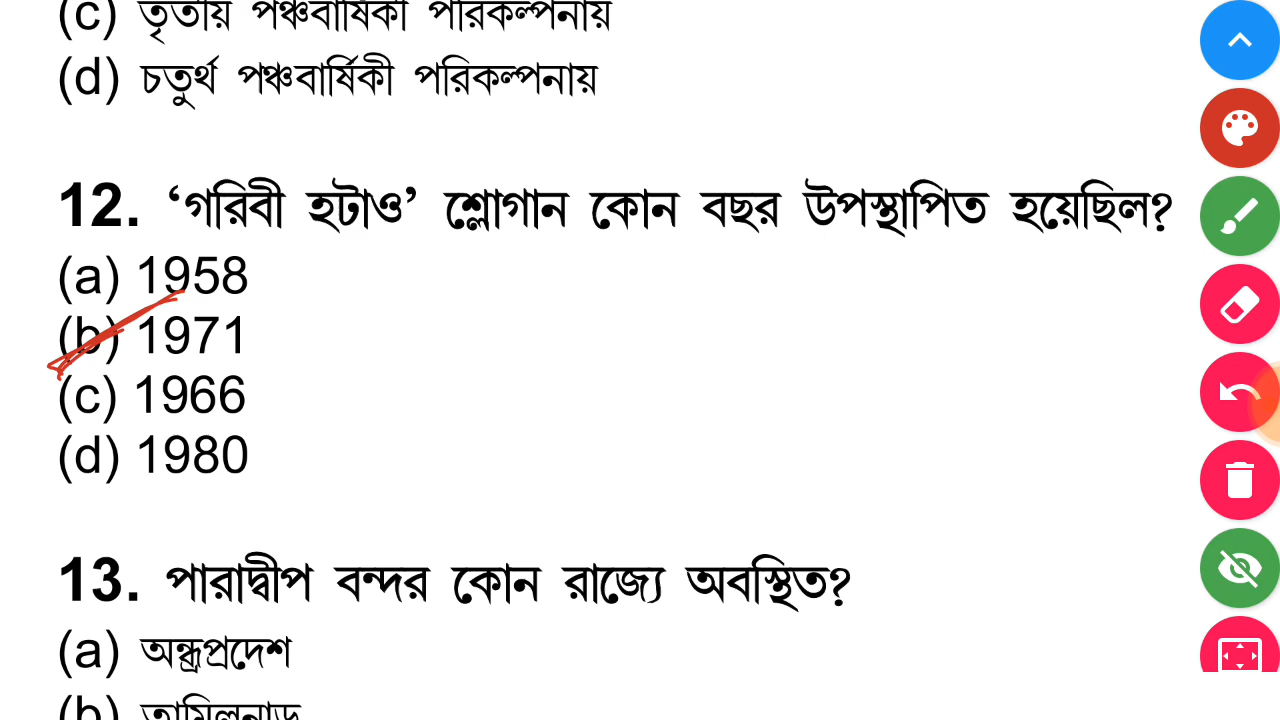 (c) তৃতীয় পঞ্চবার্ষিকী পরিকল্পনায়
(d) চতুর্থ পঞ্চবার্ষিকী পরিকল্পনায়
12. ‘গরিবী হটাও’ শ্লোগান কোন বছর উপস্থাপিত হয়েছিল?
(a) 1958
(b) 1971
(c) 1966
(d) 1980
13. পারাদ্বীপ বন্দর কোন রাজ্যে অবস্থিত?
(a) অন্ধ্রপ্রদেশ
(b) তামিলনাড়ু